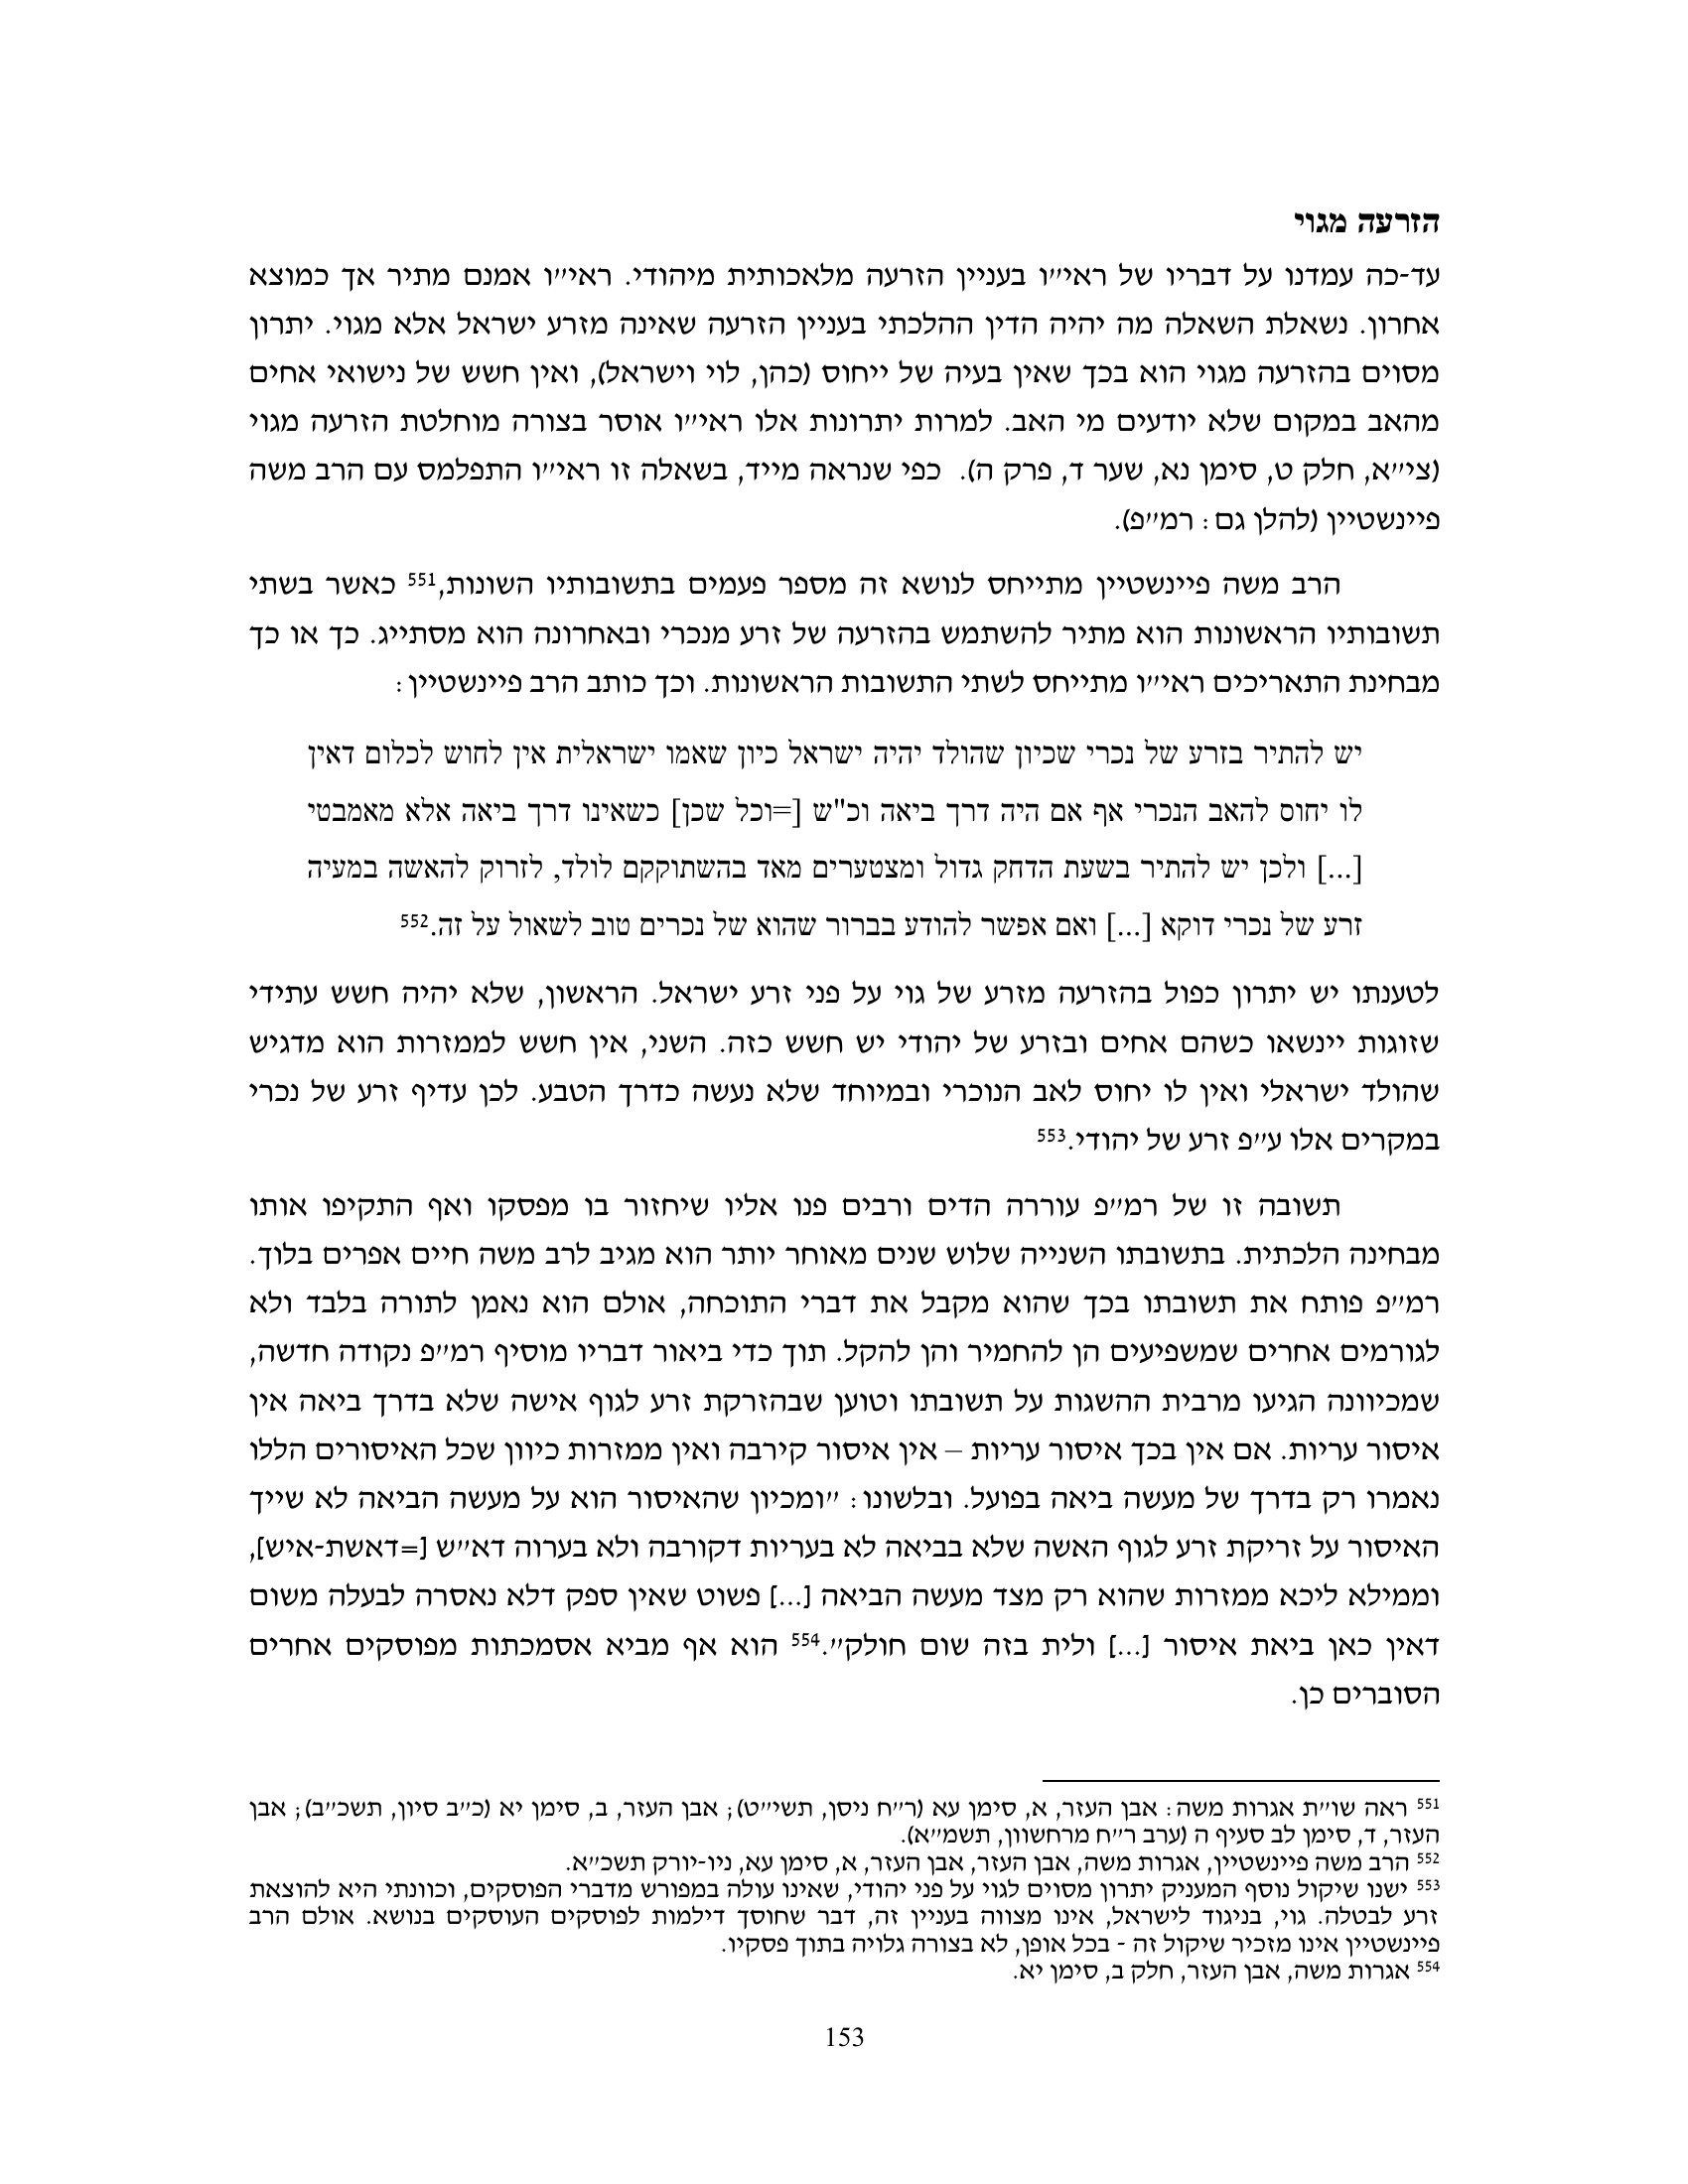 הזרעה מגוי
עד-כה עמדנו על דבריו של ראי״ו בעניין הזרעה מלאכותית מיהודי. ראי״ו אמנם מתיר אך כמוצא
אחרון. נשאלת השאלה מה יהיה הדין ההלכתי בעניין הזרעה שאינה מזרע ישראל אלא מגוי. יתרון
מסוים בהזרעה מגוי הוא בכך שאין בעיה של ייחוס (כהן, לוי וישראל), ואין חשש של נישואי אחים
מהאב במקום שלא יודעים מי האב. למרות יתרונות אלו ראי״ו אוסר בצורה מוחלטת הזרעה מגוי
(צי״א, חלק ט, סימן נא, שער ד, פרק ה). כפי שנראה מייד, בשאלה זו ראי״ו התפלמס עם הרב משה
פיינשטיין (להלן גם: רמ״פ).
הרב משה פיינשטיין מתייחס לנושא זה מספר פעמים בתשובותיו השונות,551 כאשר בשתי
תשובותיו הראשונות הוא מתיר להשתמש בהזרעה של זרע מנכרי ובאחרונה הוא מסתייג. כך או כך
מבחינת התאריכים ראי״ו מתייחס לשתי התשובות הראשונות. וכך כותב הרב פיינשטיין:
יש להתיר בזרע של נכרי שכיון שהולד יהיה ישראל כיון שאמו ישראלית אין לחוש לכלום דאין
לו יחוס להאב הנכרי אף אם היה דרך ביאה וכ"ש [=וכל שכן] כשאינו דרך ביאה אלא מאמבטי
[...] ולכן יש להתיר בשעת הדחק גדול ומצטערים מאד בהשתוקקם לולד, לזרוק להאשה במעיה
זרע של נכרי דוקא [...] ואם אפשר להודע בברור שהוא של נכרים טוב לשאול על זה.552
לטענתו יש יתרון כפול בהזרעה מזרע של גוי על פני זרע ישראל. הראשון, שלא יהיה חשש עתידי
שזוגות יינשאו כשהם אחים ובזרע של יהודי יש חשש כזה. השני, אין חשש לממזרות הוא מדגיש
שהולד ישראלי ואין לו יחוס לאב הנוכרי ובמיוחד שלא נעשה כדרך הטבע. לכן עדיף זרע של נכרי
במקרים אלו ע״פ זרע של יהודי.553
תשובה זו של רמ״פ עוררה הדים ורבים פנו אליו שיחזור בו מפסקו ואף התקיפו אותו
מבחינה הלכתית. בתשובתו השנייה שלוש שנים מאוחר יותר הוא מגיב לרב משה חיים אפרים בלוך.
רמ״פ פותח את תשובתו בכך שהוא מקבל את דברי התוכחה, אולם הוא נאמן לתורה בלבד ולא
לגורמים אחרים שמשפיעים הן להחמיר והן להקל. תוך כדי ביאור דבריו מוסיף רמ״פ נקודה חדשה,
שמכיוונה הגיעו מרבית ההשגות על תשובתו וטוען שבהזרקת זרע לגוף אישה שלא בדרך ביאה אין
איסור עריות. אם אין בכך איסור עריות – אין איסור קירבה ואין ממזרות כיוון שכל האיסורים הללו
נאמרו רק בדרך של מעשה ביאה בפועל. ובלשונו: ״ומכיון שהאיסור הוא על מעשה הביאה לא שייך
האיסור על זריקת זרע לגוף האשה שלא בביאה לא בעריות דקורבה ולא בערוה דא״ש [=דאשת-איש],
וממילא ליכא ממזרות שהוא רק מצד מעשה הביאה [...] פשוט שאין ספק דלא נאסרה לבעלה משום
דאין כאן ביאת איסור [...] ולית בזה שום חולק״.554 הוא אף מביא אסמכתות מפוסקים אחרים
הסוברים כן.
551 ראה שו״ת אגרות משה: אבן העזר, א, סימן עא (ר״ח ניסן, תשי״ט); אבן העזר, ב, סימן יא (כ״ב סיון, תשכ״ב); אבן
העזר, ד, סימן לב סעיף ה (ערב ר״ח מרחשוון, תשמ״א).
552 הרב משה פיינשטיין, אגרות משה, אבן העזר, אבן העזר, א, סימן עא, ניו-יורק תשכ״א.
553 ישנו שיקול נוסף המעניק יתרון מסוים לגוי על פני יהודי, שאינו עולה במפורש מדברי הפוסקים, וכוונתי היא להוצאת
זרע לבטלה. גוי, בניגוד לישראל, אינו מצווה בעניין זה, דבר שחוסך דילמות לפוסקים העוסקים בנושא. אולם הרב
פיינשטיין אינו מזכיר שיקול זה - בכל אופן, לא בצורה גלויה בתוך פסקיו.
554 אגרות משה, אבן העזר, חלק ב, סימן יא.
153